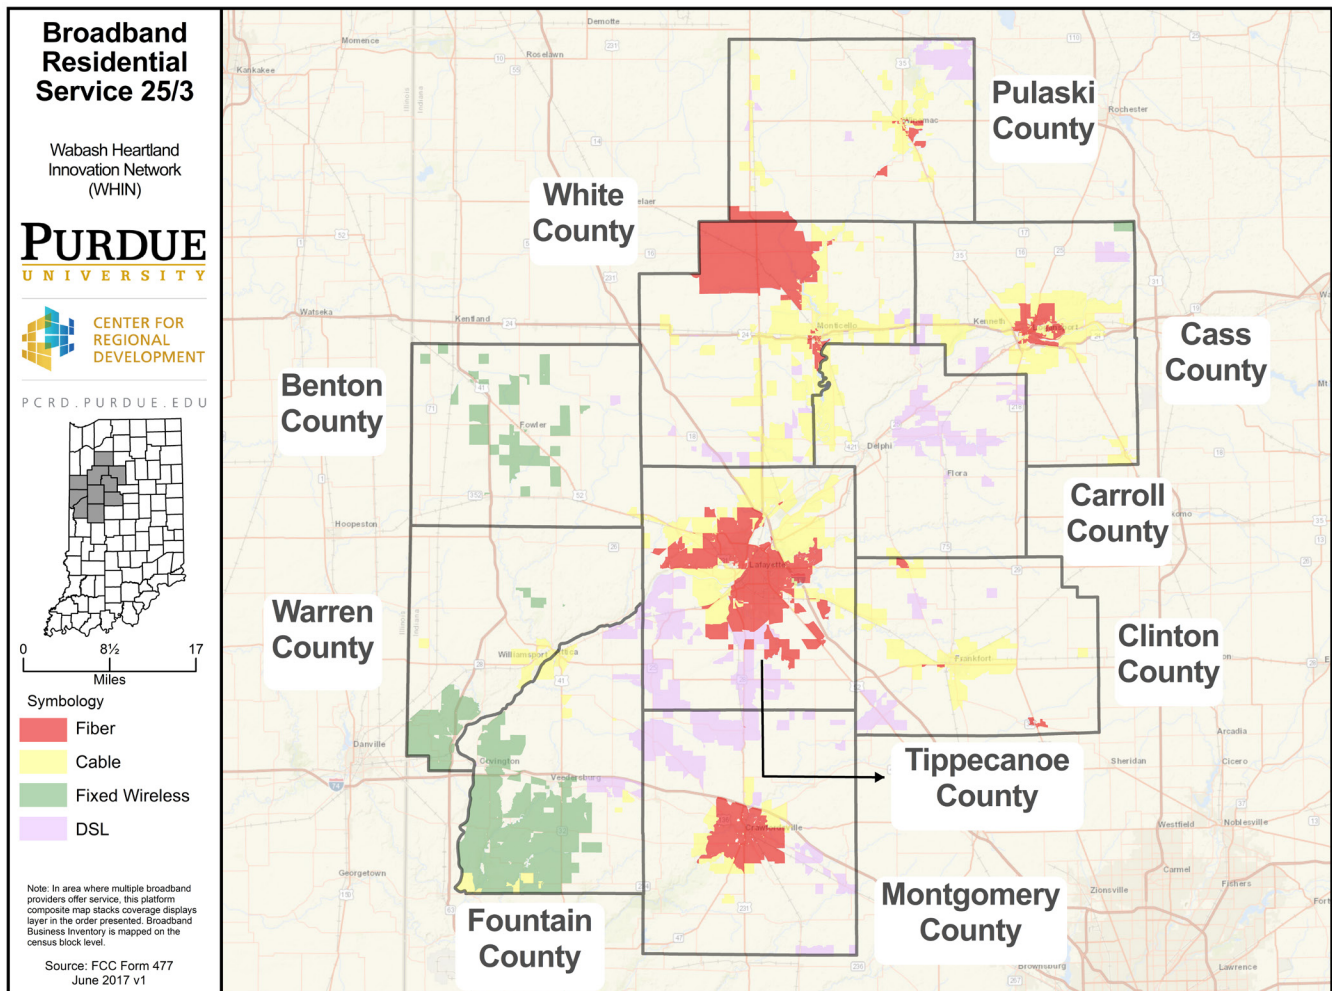 Broadband
Residential
Service 25/3
Wabash Heartland
Innovation Network
(WHIN)
PURDUE
UNIVERSITY
CENTER FOR
REGIONAL
DEVELOPMENT
PCRD.PURDUE.EDU
0 8½ 17
Miles
Symbology
Fiber
Cable
Fixed Wireless
DSL
Note: In area where multiple broadband
providers offer service, this platform
composite map stacks coverage displays
layer in the order presented. Broadband
Business Inventory is mapped on the
census block level.
Source: FCC Form 477
June 2017 v1
Pulaski
County
White
County
Cass
County
Benton
County
Carroll
County
Warren
County
Clinton
County
Tippecanoe
County
Montgomery
County
Fountain
County
Demotte
Momence
Roselawn
Kankakee
Rochester
Watseka
Kentland
Monticello
Kenneth
Fowler
Delphi
Flora
Hoopeston
Lafayette
Williamsport
Frankfort
Danville
Covington
Veedersburg
Arcadia
Sheridan
Cicero
Crawfordsville
Westfield
Noblesville
Georgetown
Carmel
Zionsville
Fishers
Brownsburg
Lawrence
Illinois
Indiana
Illinois
Indiana